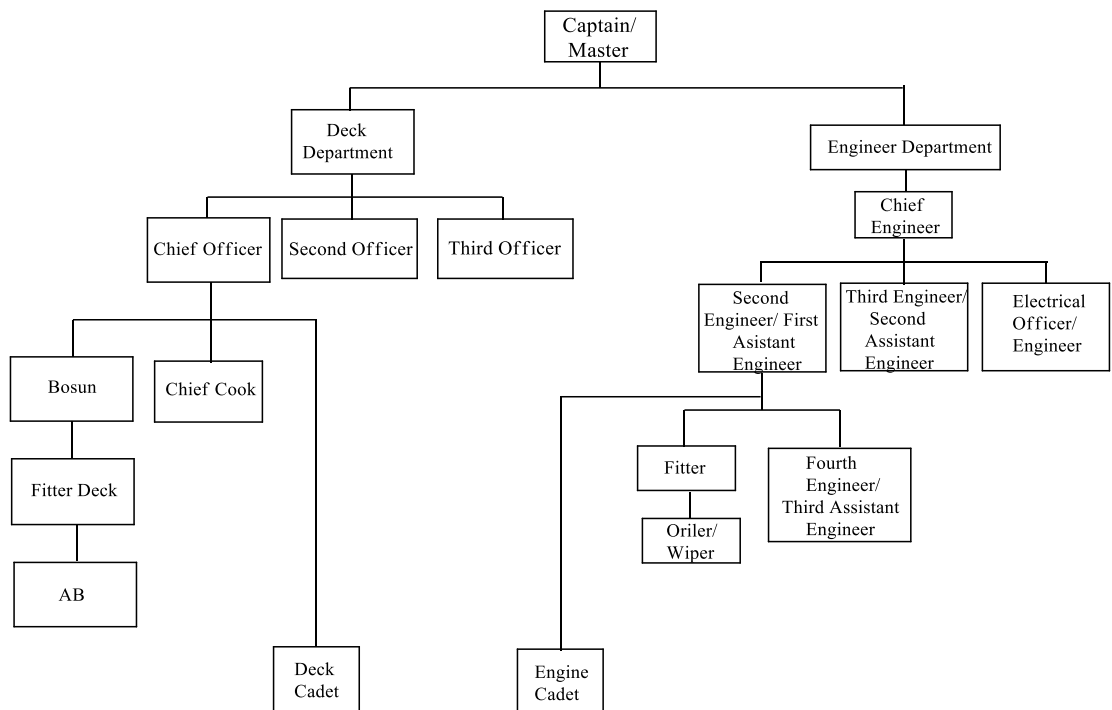 Captain/
Master
Deck
Department
Engineer Department
Chief
Engineer
Chief Officer
Second Officer
Third Officer
Second
Engineer/ First
Asistant
Engineer
Third Engineer/
Second
Assistant
Engineer
Electrical
Officer/
Engineer
Bosun
Chief Cook
Fitter Deck
Fitter
Fourth
Engineer/
Third Assistant
Engineer
Oriler/
Wiper
AB
Deck
Cadet
Engine
Cadet